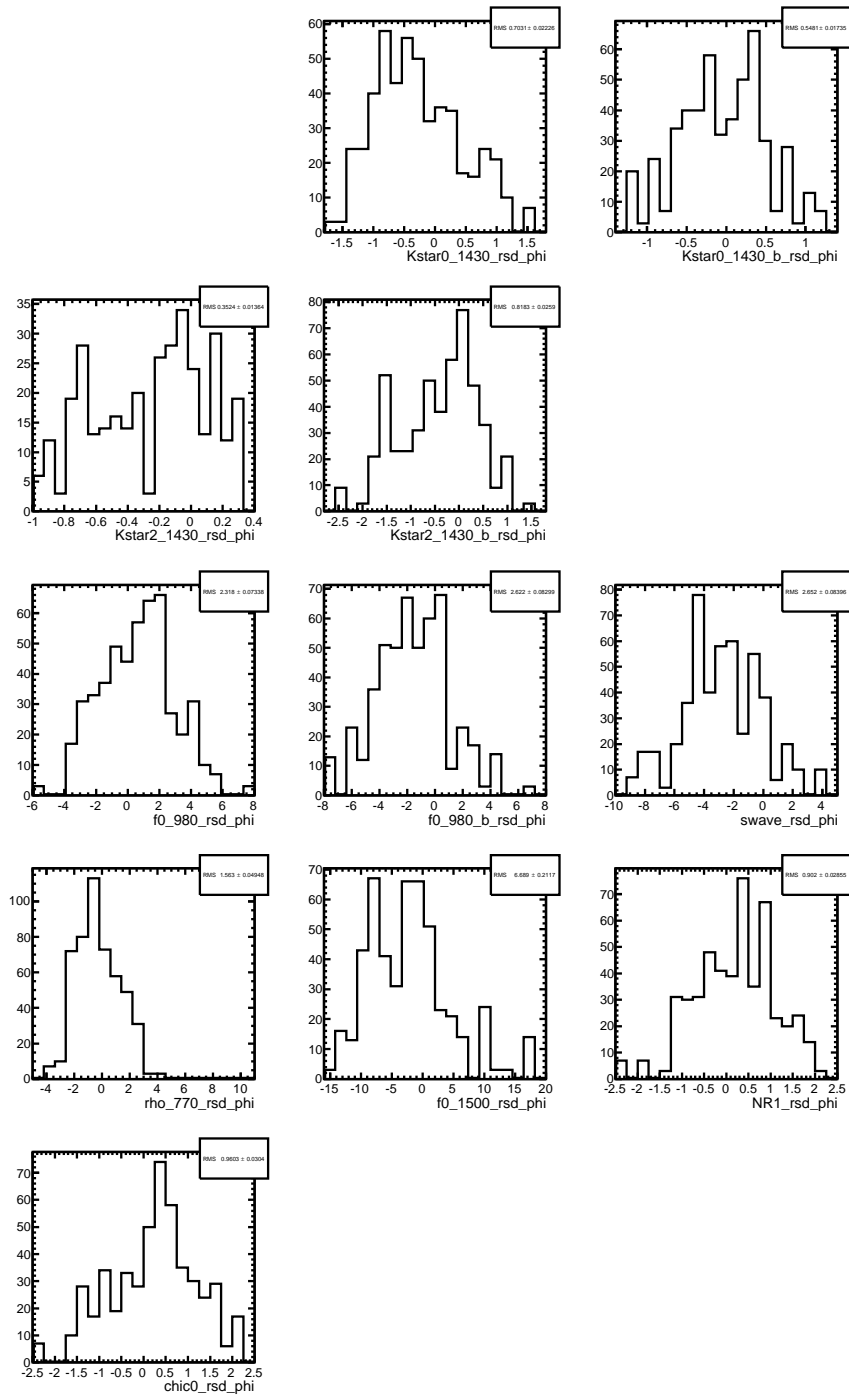 RMS 0.7031 ± 0.02226
60
50
40
30
20
10
0
-1.5 -1 -0.5 0 0.5 1 1.5
Kstar0_1430_rsd_phi
RMS 0.5481 ± 0.01735
60
50
40
30
20
10
0
-1 -0.5 0 0.5 1
Kstar0_1430_b_rsd_phi
RMS 0.3524 ± 0.01364
35
30
25
20
15
10
5
0
-1 -0.8 -0.6 -0.4 -0.2 0 0.2 0.4
Kstar2_1430_rsd_phi
RMS 0.8183 ± 0.0259
80
70
60
50
40
30
20
10
0
-2.5 -2 -1.5 -1 -0.5 0 0.5 1 1.5
Kstar2_1430_b_rsd_phi
RMS 2.318 ± 0.07338
60
50
40
30
20
10
0
-6 -4 -2 0 2 4 6 8
f0_980_rsd_phi
RMS 2.622 ± 0.08299
70
60
50
40
30
20
10
0
-8 -6 -4 -2 0 2 4 6 8
f0_980_b_rsd_phi
RMS 2.652 ± 0.08396
80
70
60
50
40
30
20
10
0
-10 -8 -6 -4 -2 0 2 4
swave_rsd_phi
RMS 1.563 ± 0.04948
100
80
60
40
20
0
-4 -2 0 2 4 6 8 10
rho_770_rsd_phi
RMS 6.689 ± 0.2117
70
60
50
40
30
20
10
0
-15 -10 -5 0 5 10 15 20
f0_1500_rsd_phi
RMS 0.902 ± 0.02855
70
60
50
40
30
20
10
0
-2.5 -2 -1.5 -1 -0.5 0 0.5 1 1.5 2 2.5
NR1_rsd_phi
RMS 0.9603 ± 0.0304
70
60
50
40
30
20
10
0
-2.5 -2 -1.5 -1 -0.5 0 0.5 1 1.5 2 2.5
chic0_rsd_phi